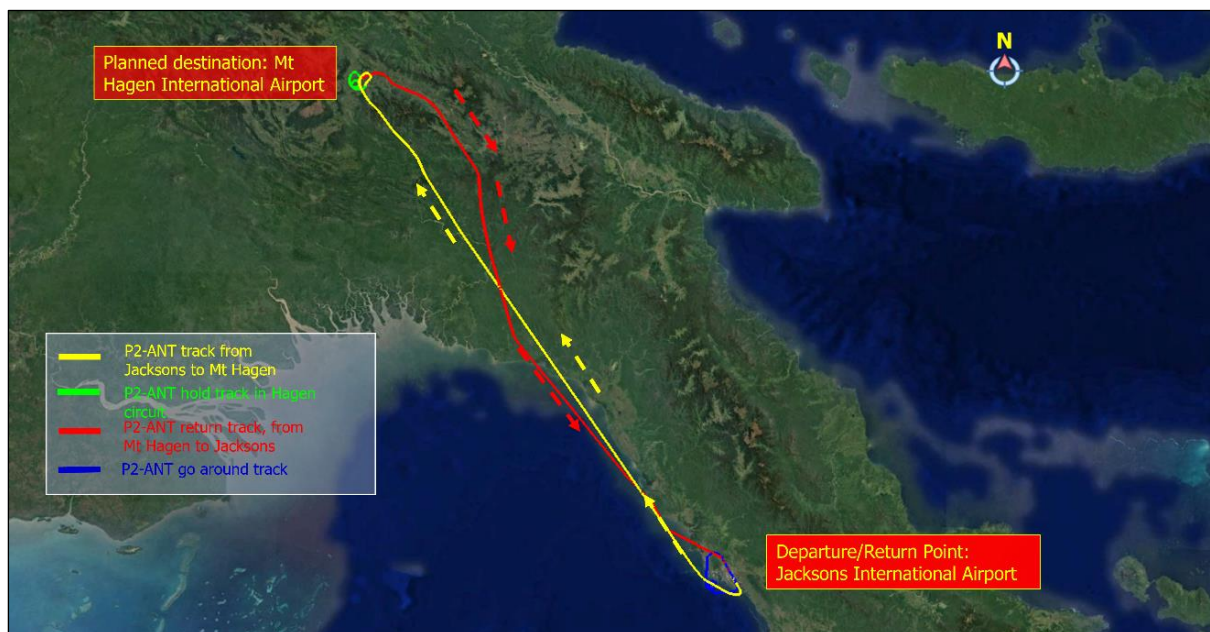 N
Planned destination: Mt
Hagen International Airport
P2-ANT track from
Jacksons to Mt Hagen
P2-ANT hold track in Hagen
circuit
P2-ANT return track, from
Mt Hagen to Jacksons
P2-ANT go around track
Departure/Return Point:
Jacksons International Airport